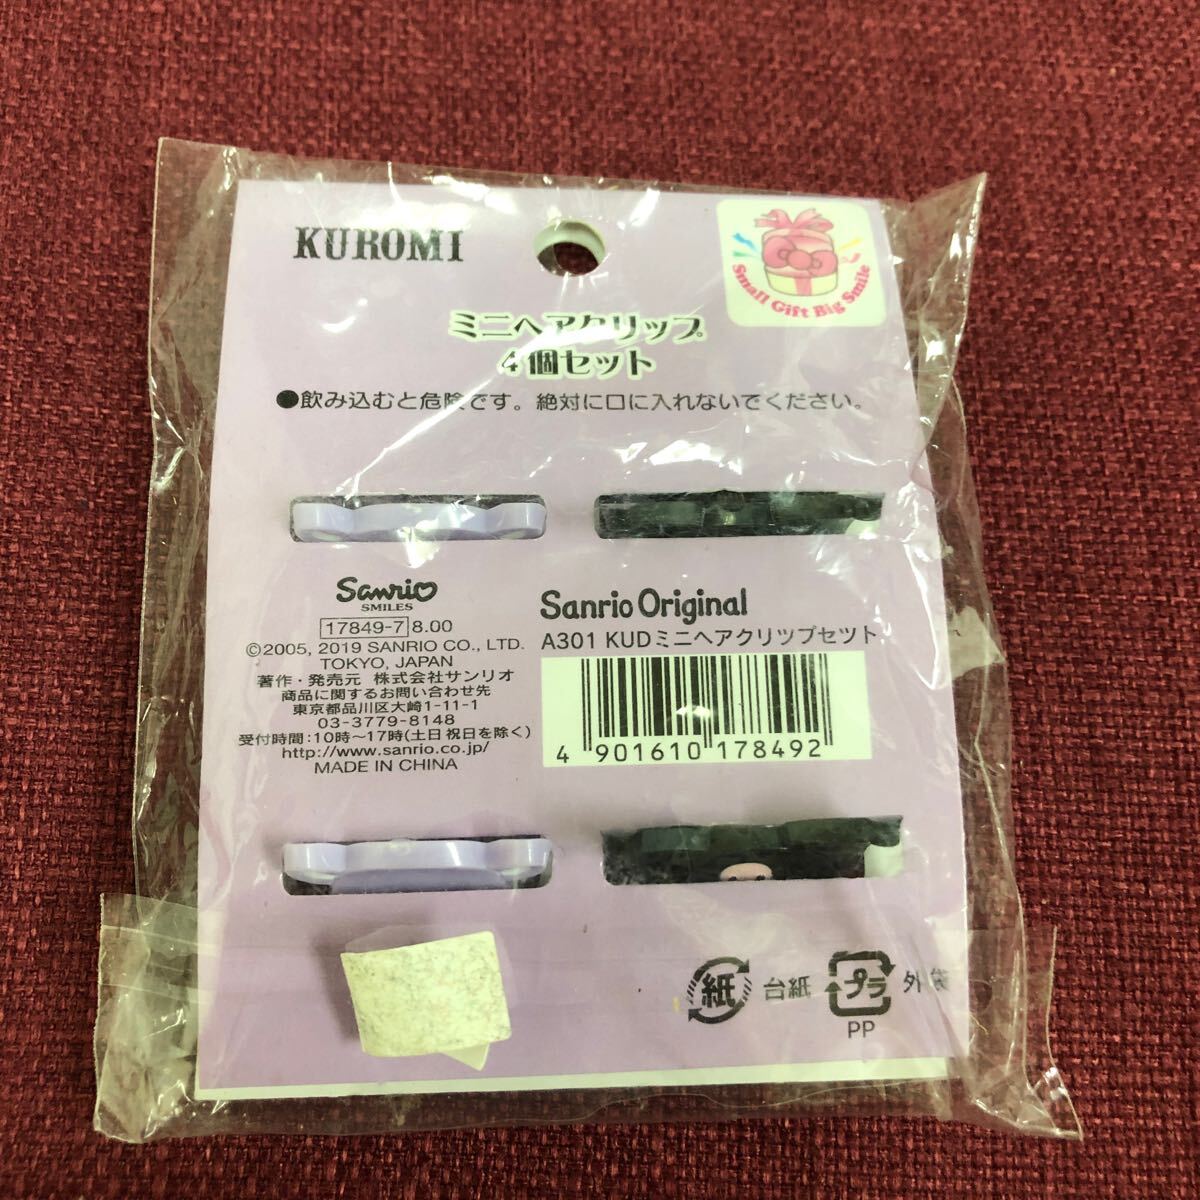 KUROMI
Small Gift Big Smile
ミニヘアクリップ
4個セット
●飲み込むと危険です。絶対に口に入れないでください。
Sanrio
SMILES
17849-7 8.00
©2005, 2019 SANRIO CO., LTD.
TOKYO, JAPAN
著作・発売元 株式会社サンリオ
商品に関するお問い合わせ先
東京都品川区大崎1-11-1
03-3779-8148
受付時間:10時～17時(土日祝日を除く)
http://www.sanrio.co.jp/
MADE IN CHINA
Sanrio Original
A301 KUDミニヘアクリップセット
4 901610 178492
紙 台紙
プラ 外袋
PP